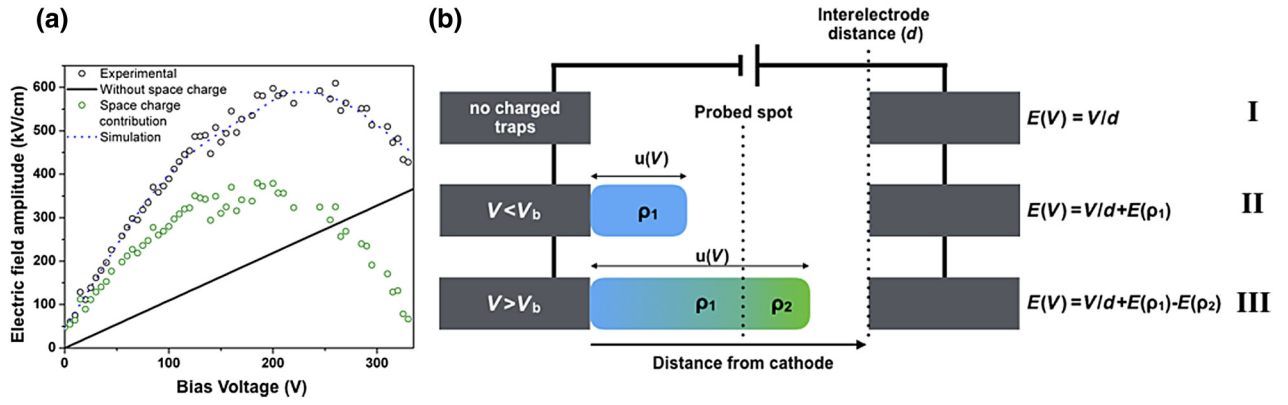 (a)
Electric field amplitude (kV/cm)
600
500
400
300
200
100
0
Experimental
Without space charge
Space charge
contribution
Simulation
0
100
200
300
Bias Voltage (V)
(b)
Interelectrode
distance (d)
no charged
traps
Probed spot
E(V) = V/d
I
u(V)
V<Vb
ρ1
E(V) = V/d+E(ρ1)
II
u(V)
V>Vb
ρ1
ρ2
E(V) = V/d+E(ρ1)-E(ρ2)
III
Distance from cathode